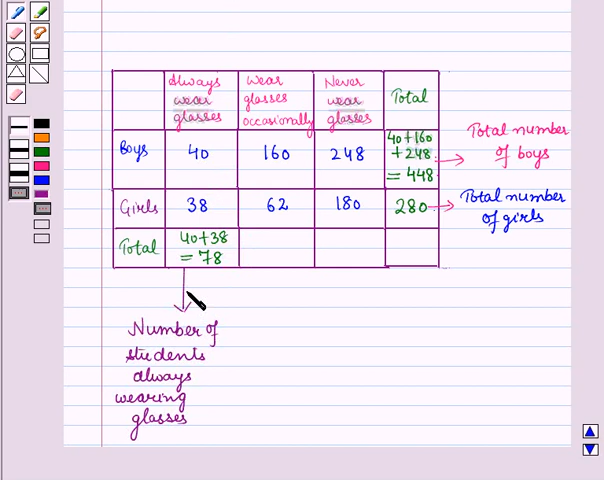 Always
wear
glasses
Wear
glasses
occasionally
Never
wear
glasses
Total
Boys
40
160
248
40+160
+248
= 448
Total number
of boys
Girls
38
62
180
280
Total number
of girls
Total
40+38
= 78
Number of
students
always
wearing
glasses